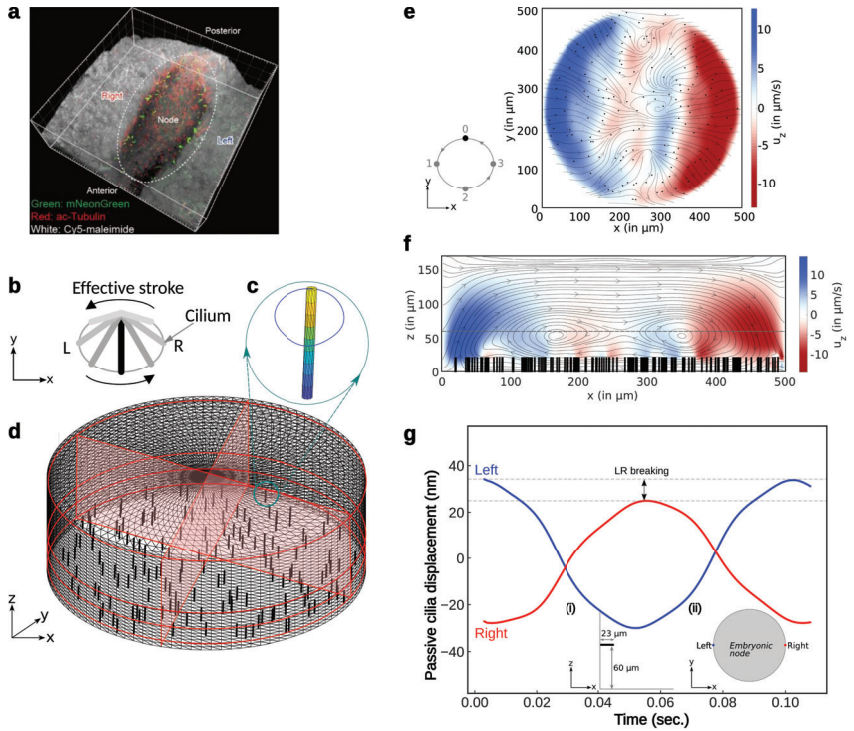 a
Posterior
Right
Node
Left
Anterior
Green: mNeonGreen
Red: ac-Tubulin
White: Cy5-maleimide
b
Effective stroke
Cilium
L
R
y
x
c
d
z
y
x
e
0
1
3
2
y
x
500
400
300
200
100
0
y (in μm)
0 100 200 300 400 500
x (in μm)
10
5
0
-5
-10
u_z (in μm/s)
f
150
100
50
0
z (in μm)
0 100 200 300 400 500
x (in μm)
10
5
0
-5
-10
u_z (in μm/s)
g
Left
LR breaking
Right
(i)
(ii)
23 μm
60 μm
z
x
Left
Embryonic
node
Right
y
x
40
20
0
−20
−40
Passive cilia displacement (nm)
0.00 0.02 0.04 0.06 0.08 0.10
Time (sec.)